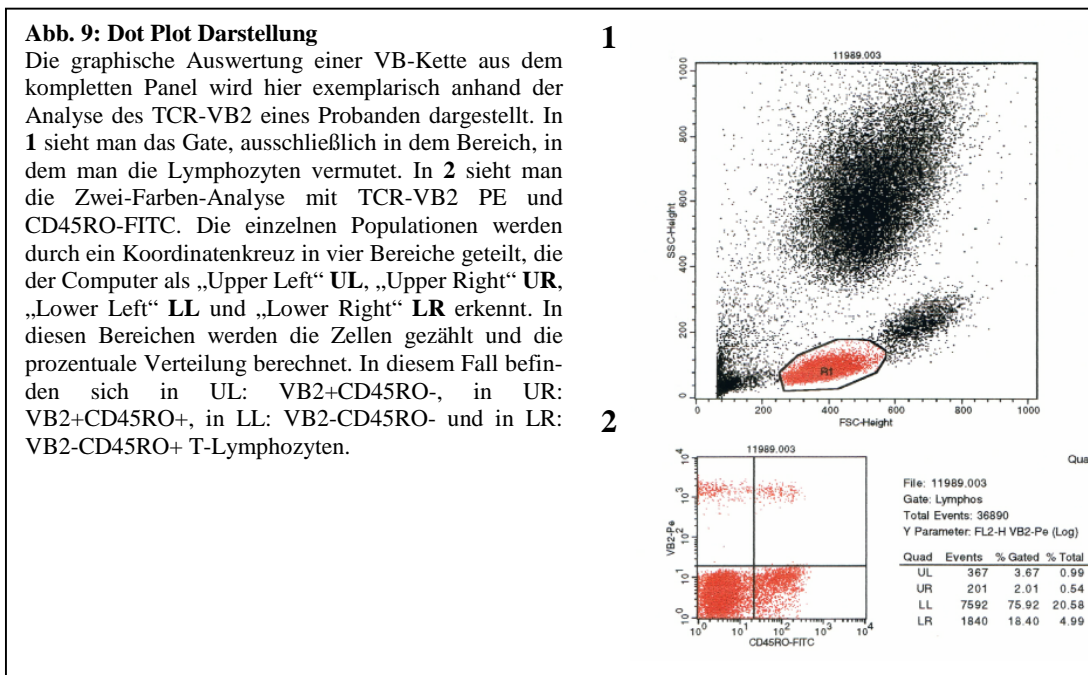 Abb. 9: Dot Plot Darstellung
Die graphische Auswertung einer VB-Kette aus dem
kompletten Panel wird hier exemplarisch anhand der
Analyse des TCR-VB2 eines Probanden dargestellt. In
1 sieht man das Gate, ausschließlich in dem Bereich, in
dem man die Lymphozyten vermutet. In 2 sieht man
die Zwei-Farben-Analyse mit TCR-VB2 PE und
CD45RO-FITC. Die einzelnen Populationen werden
durch ein Koordinatenkreuz in vier Bereiche geteilt, die
der Computer als „Upper Left“ UL, „Upper Right“ UR,
„Lower Left“ LL und „Lower Right“ LR erkennt. In
diesen Bereichen werden die Zellen gezählt und die
prozentuale Verteilung berechnet. In diesem Fall befin-
den sich in UL: VB2+CD45RO-, in UR:
VB2+CD45RO+, in LL: VB2-CD45RO- und in LR:
VB2-CD45RO+ T-Lymphozyten.
1
11989.003
SSC-Height
1000
800
600
400
200
0
R1
0 200 400 600 800 1000
FSC-Height
2
11989.003
VB2-Pe
10^4
10^3
10^2
10^1
10^0
10^0 10^1 10^2 10^3 10^4
CD45RO-FITC
Qua
File: 11989.003
Gate: Lymphos
Total Events: 36890
Y Parameter: FL2-H VB2-Pe (Log)
Quad Events % Gated % Total
UL 367 3.67 0.99
UR 201 2.01 0.54
LL 7592 75.92 20.58
LR 1840 18.40 4.99